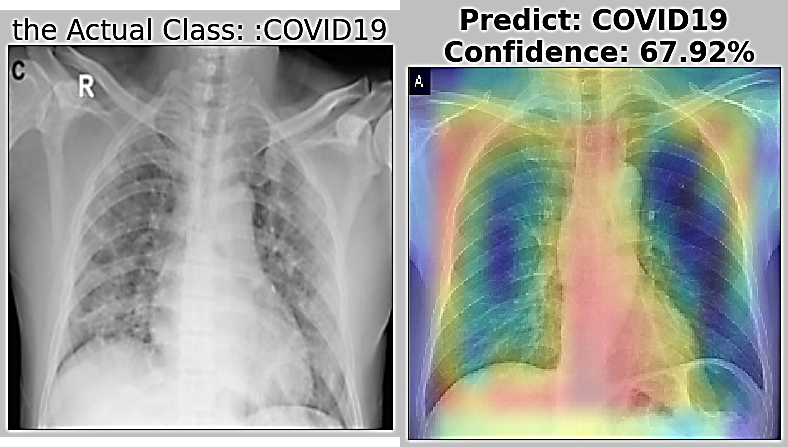 the Actual Class: :COVID19
C
R
Predict: COVID19
Confidence: 67.92%
A